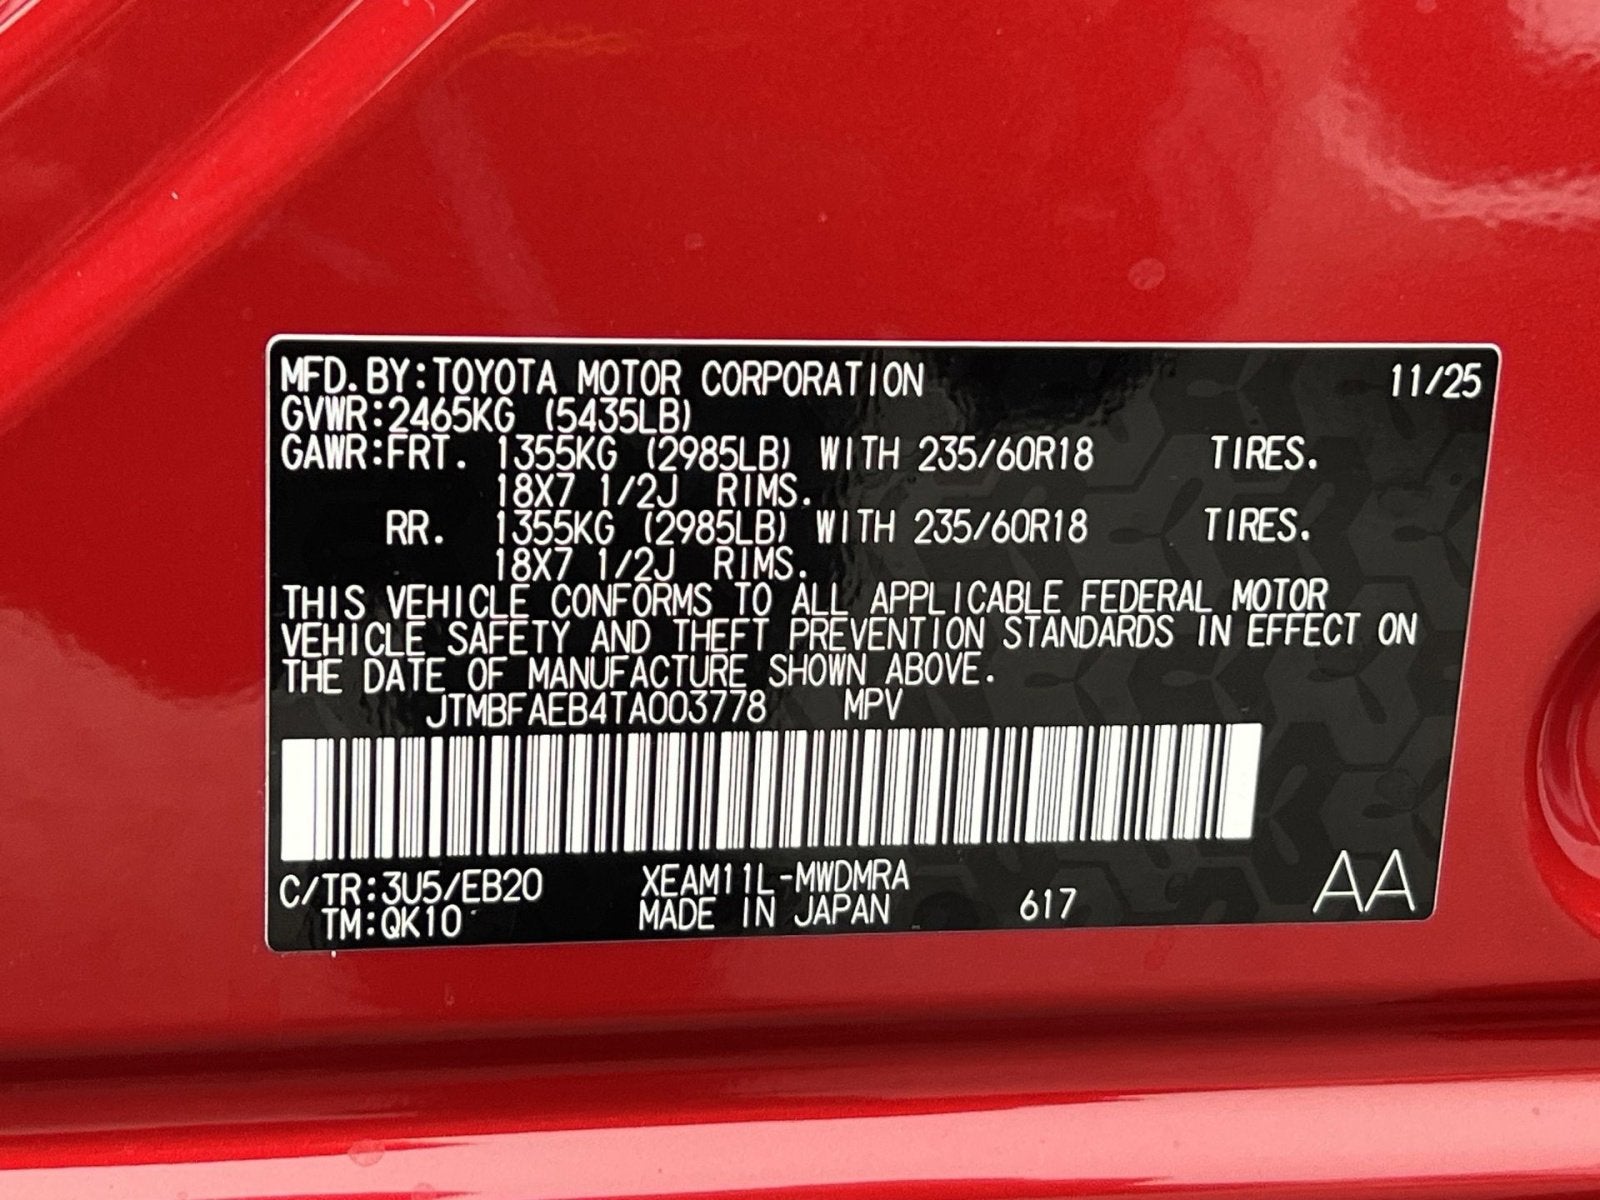 MFD.BY:TOYOTA MOTOR CORPORATION 11/25
GVWR:2465KG (5435LB)
GAWR:FRT. 1355KG (2985LB) WITH 235/60R18 TIRES.
18X7 1/2J RIMS.
RR. 1355KG (2985LB) WITH 235/60R18 TIRES.
18X7 1/2J RIMS.
THIS VEHICLE CONFORMS TO ALL APPLICABLE FEDERAL MOTOR
VEHICLE SAFETY AND THEFT PREVENTION STANDARDS IN EFFECT ON
THE DATE OF MANUFACTURE SHOWN ABOVE.
JTMBFAEB4TA003778 MPV
C/TR:3U5/EB20 XEAM11L-MWDMRA
TM:QK10 MADE IN JAPAN 617 AA